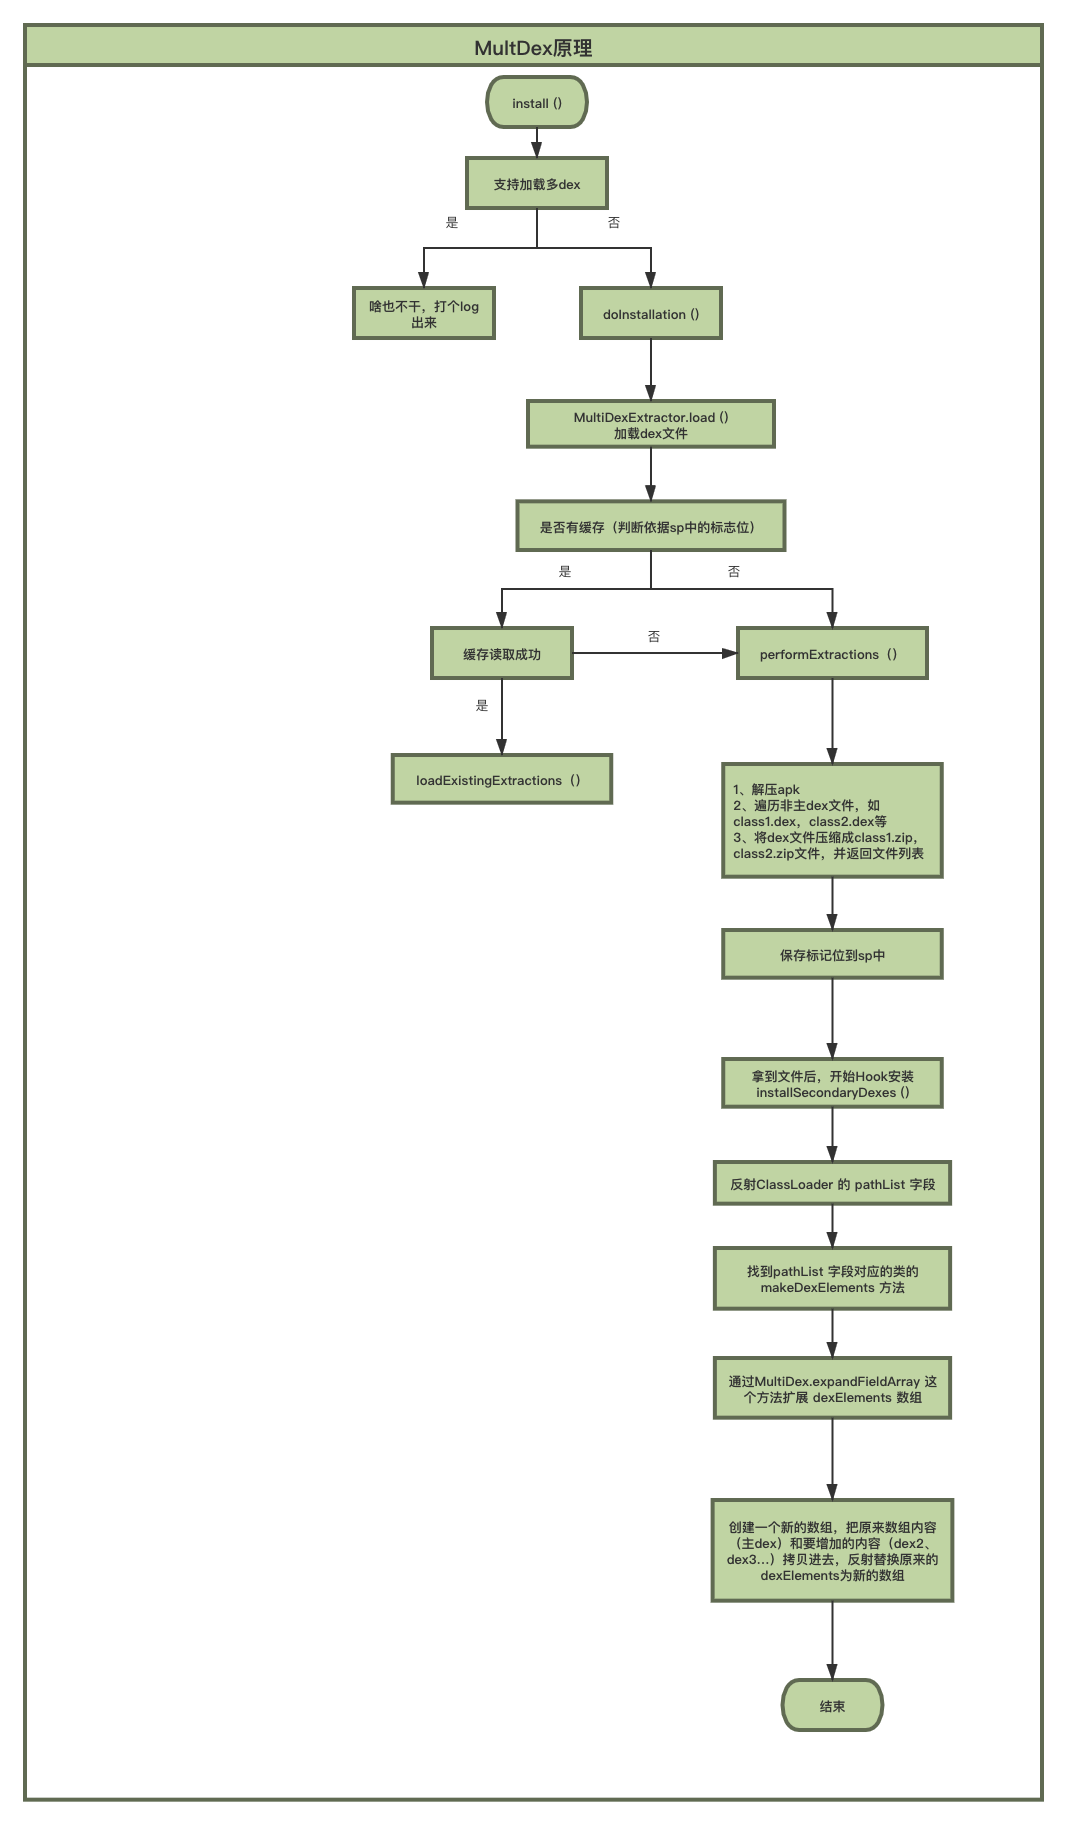 MultDex原理
install ()
支持加载多dex
是
否
啥也不干，打个log
出来
doInstallation ()
MultiDexExtractor.load ()
加载dex文件
是否有缓存（判断依据sp中的标志位）
是
否
缓存读取成功
否
performExtractions（）
是
loadExistingExtractions（）
1、解压apk
2、遍历非主dex文件，如
class1.dex，class2.dex等
3、将dex文件压缩成class1.zip，
class2.zip文件，并返回文件列表
保存标记位到sp中
拿到文件后，开始Hook安装
installSecondaryDexes ()
反射ClassLoader 的 pathList 字段
找到pathList 字段对应的类的
makeDexElements 方法
通过MultiDex.expandFieldArray 这
个方法扩展 dexElements 数组
创建一个新的数组，把原来数组内容
（主dex）和要增加的内容（dex2、
dex3...）拷贝进去，反射替换原来的
dexElements为新的数组
结束